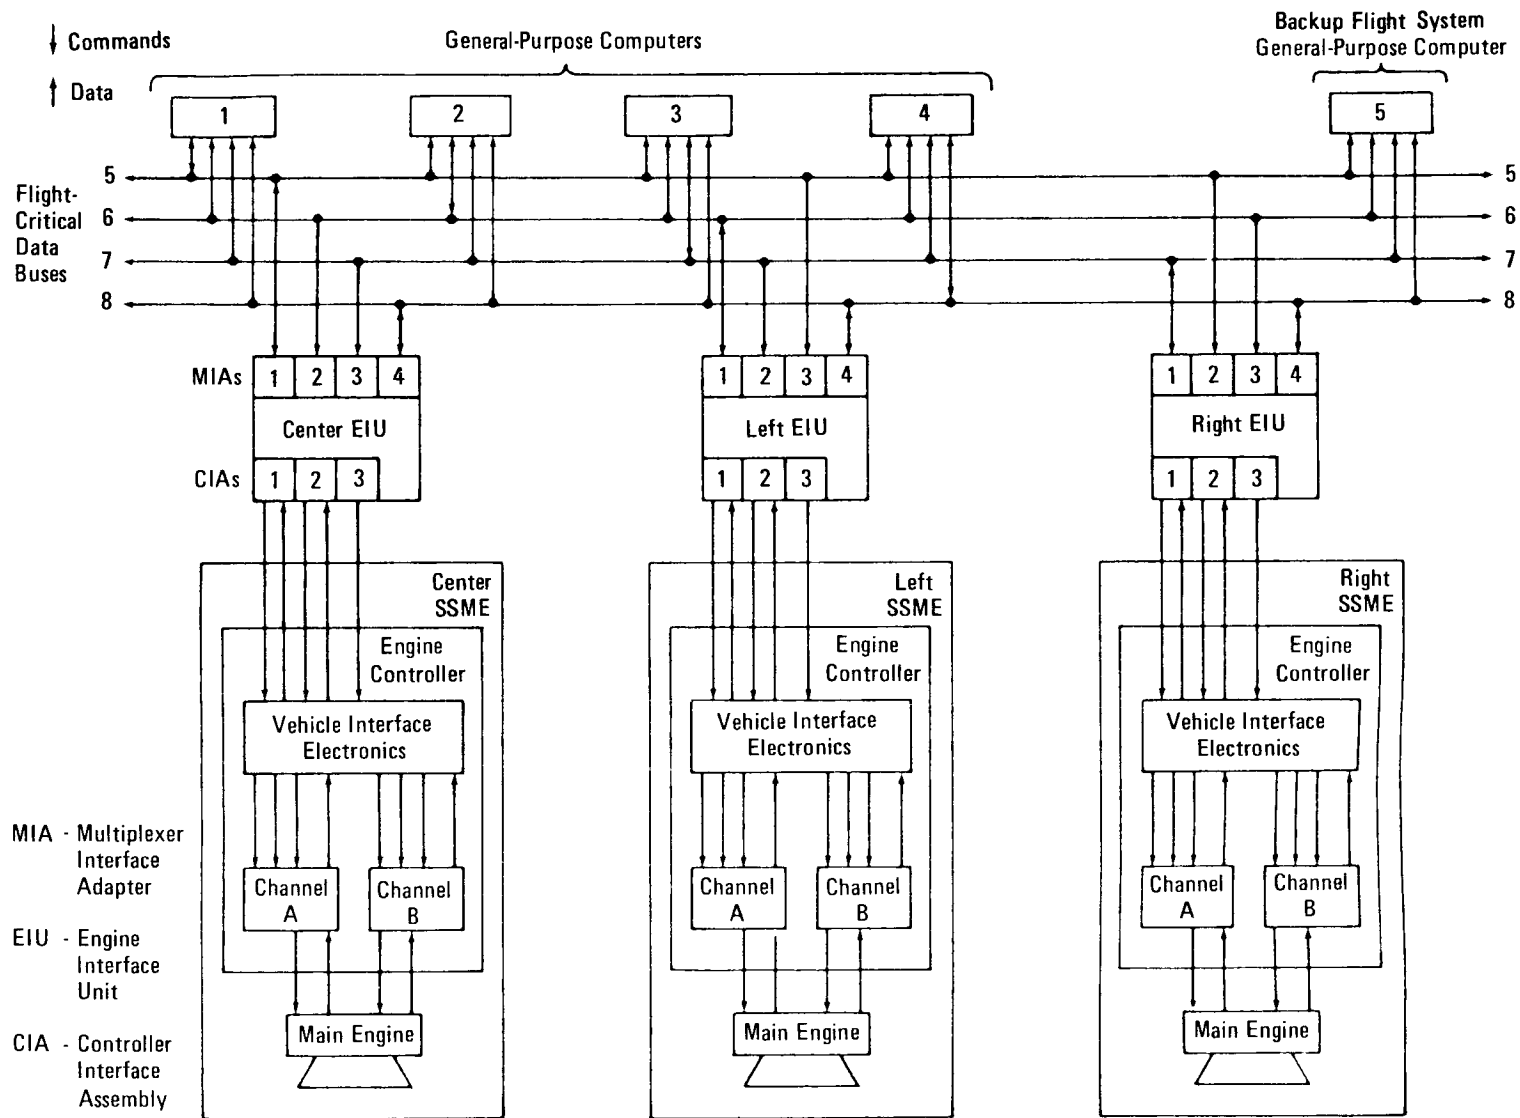 Commands
Data
General-Purpose Computers
Backup Flight System
General-Purpose Computer
1
2
3
4
5
Flight-
Critical
Data
Buses
5
6
7
8
5
6
7
8
MIAs
1 2 3 4
Center EIU
CIAs
1 2 3
1 2 3 4
Left EIU
1 2 3
1 2 3 4
Right EIU
1 2 3
Center
SSME
Engine
Controller
Vehicle Interface
Electronics
Channel
A
Channel
B
Main Engine
Left
SSME
Engine
Controller
Vehicle Interface
Electronics
Channel
A
Channel
B
Main Engine
Right
SSME
Engine
Controller
Vehicle Interface
Electronics
Channel
A
Channel
B
Main Engine
MIA - Multiplexer
Interface
Adapter
EIU - Engine
Interface
Unit
CIA - Controller
Interface
Assembly